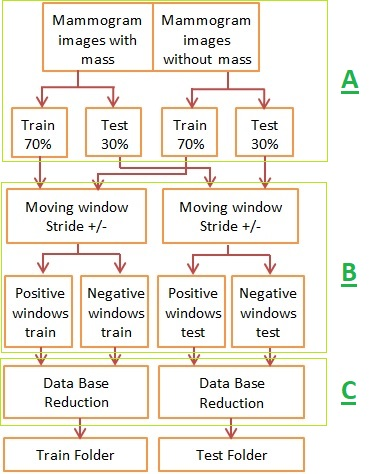 Mammogram
images with
mass
Mammogram
images
without mass
A
Train
70%
Test
30%
Train
70%
Test
30%
Moving window
Stride +/-
Moving window
Stride +/-
B
Positive
windows
train
Negative
windows
train
Positive
windows
test
Negative
windows
test
Data Base
Reduction
Data Base
Reduction
C
Train Folder
Test Folder